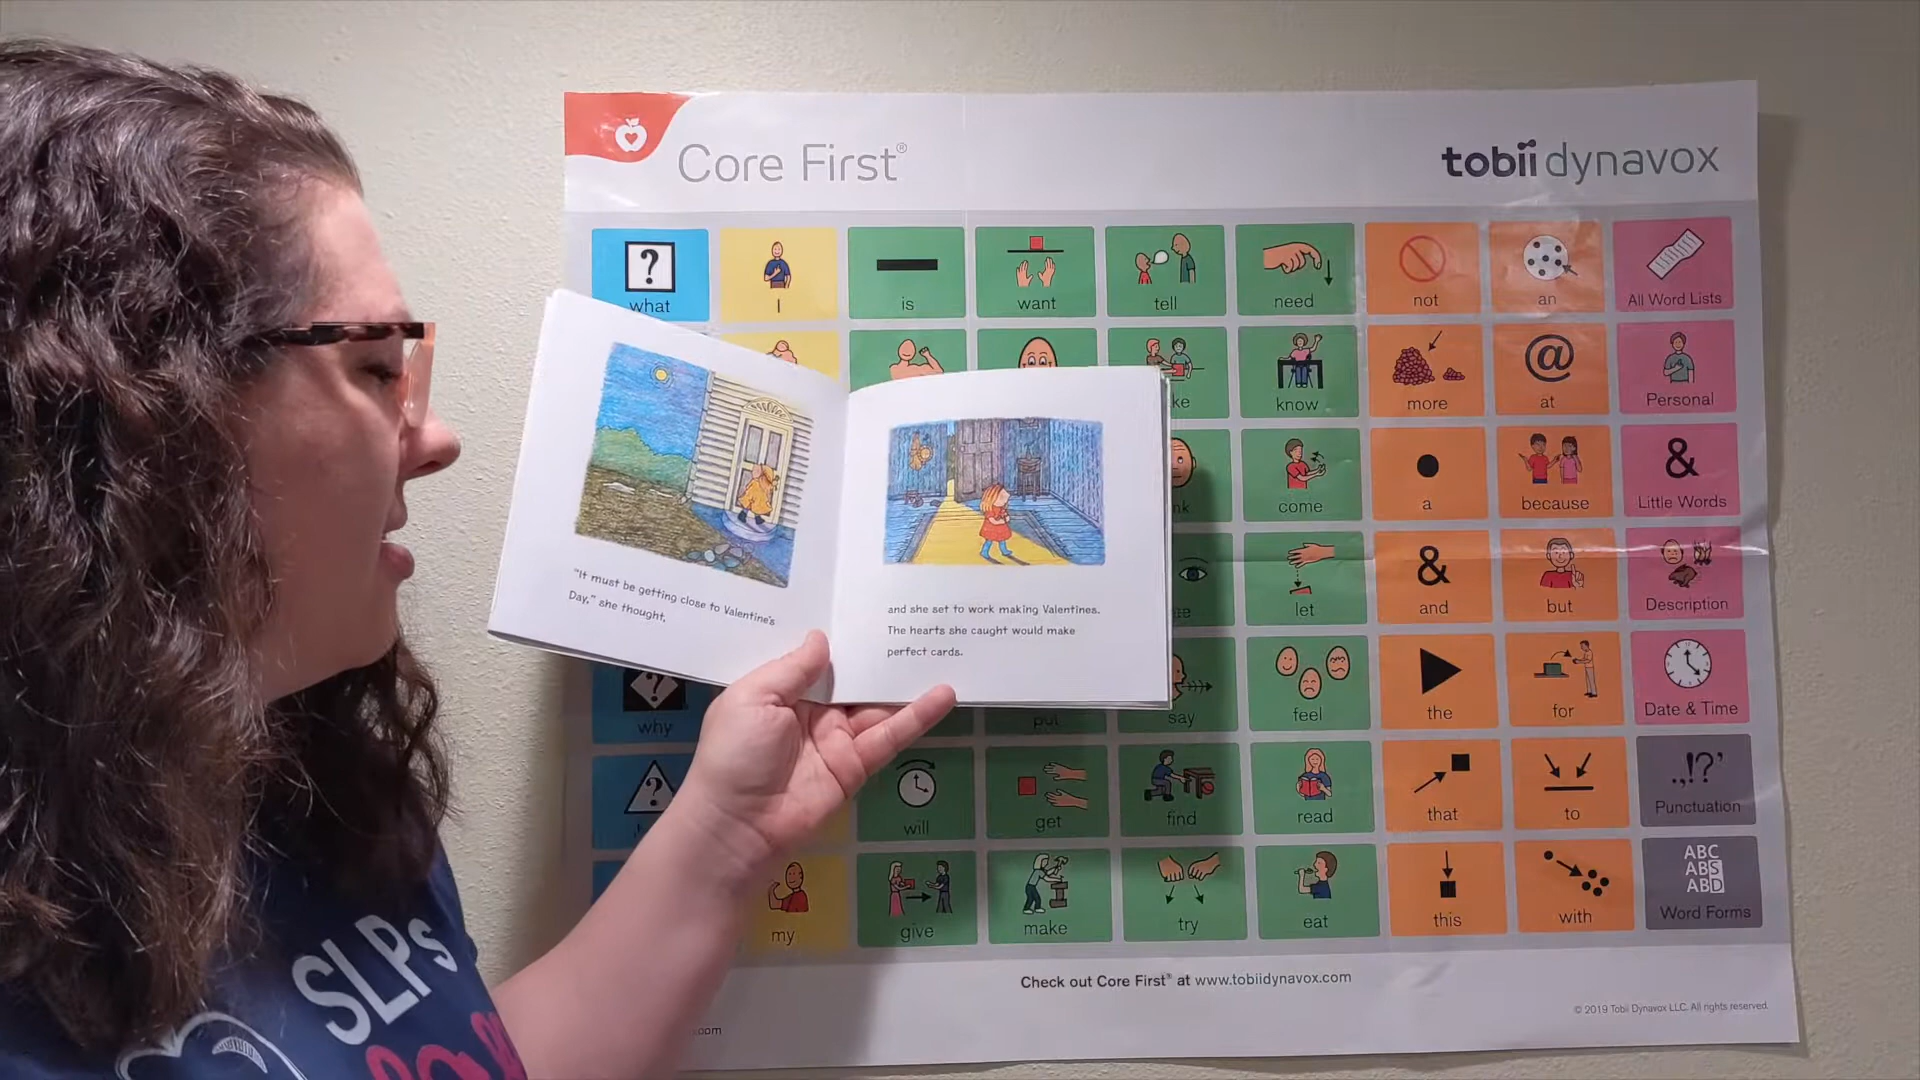 Core First®
tobii dynavox
what
I
is
want
tell
need
not
an
All Word Lists
know
more
@
at
Personal
come
a
because
&
Little Words
let
&
and
but
Description
why
put
say
feel
the
for
Date & Time
will
get
find
read
that
to
.,!?'
Punctuation
my
give
make
try
eat
this
with
ABC
ABS
ABD
Word Forms
Check out Core First® at www.tobiidynavox.com
© 2019 Tobii Dynavox LLC. All rights reserved.
"It must be getting close to Valentine's
Day," she thought,
and she set to work making Valentines.
The hearts she caught would make
perfect cards.
SLPs